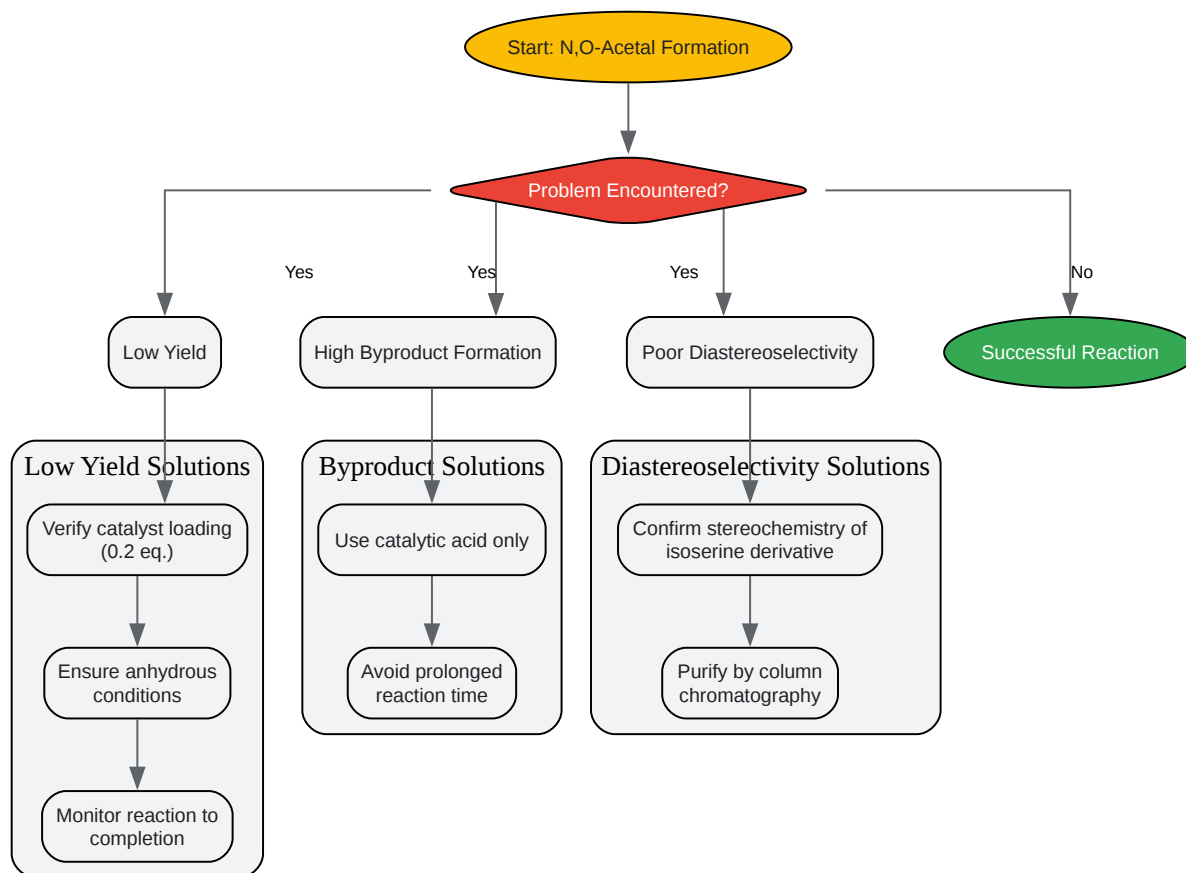 Start: N,O-Acetal Formation
Problem Encountered?
Yes
Yes
Yes
No
Low Yield
High Byproduct Formation
Poor Diastereoselectivity
Successful Reaction
Low Yield Solutions
Verify catalyst loading
(0.2 eq.)
Ensure anhydrous
conditions
Monitor reaction to
completion
Byproduct Solutions
Use catalytic acid only
Avoid prolonged
reaction time
Diastereoselectivity Solutions
Confirm stereochemistry of
isoserine derivative
Purify by column
chromatography